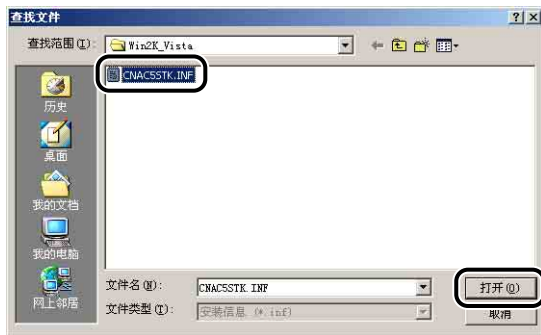 查找文件
查找范围(I):
Win2K_Vista
CNAC5STK.INF
历史
桌面
我的文档
我的电脑
网上邻居
文件名(N):
CNAC5STK.INF
打开(O)
文件类型(T):
安装信息 (*.inf)
取消